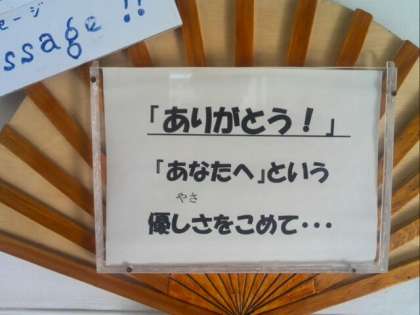 セージ
ssage !!
「ありがとう！」
「あなたへ」という
やさ
優しさをこめて・・・